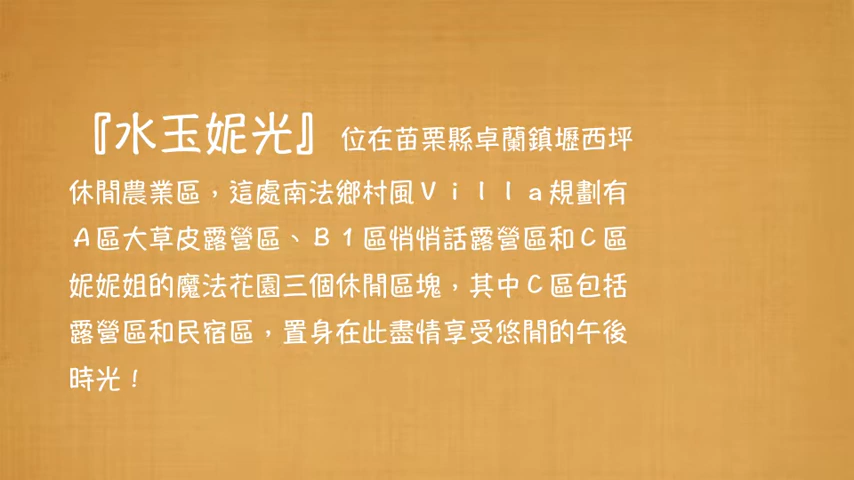 『水玉妮光』位在苗栗縣卓蘭鎮壢西坪
休閒農業區，這處南法鄉村風Ｖｉｌｌａ規劃有
Ａ區大草皮露營區、Ｂ１區悄悄話露營區和Ｃ區
妮妮姐的魔法花園三個休閒區塊，其中Ｃ區包括
露營區和民宿區，置身在此盡情享受悠閒的午後
時光！